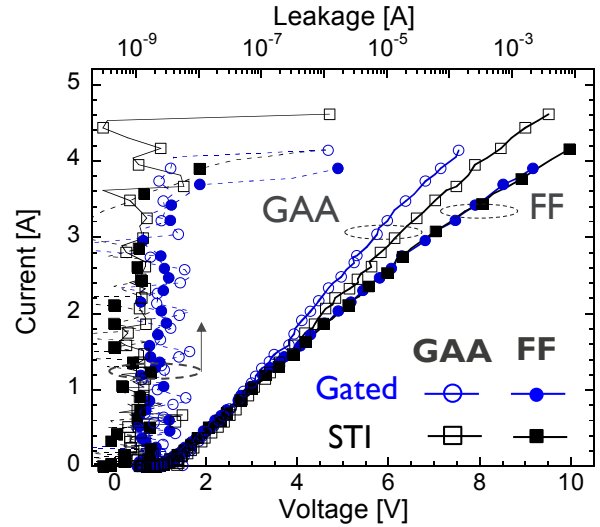 Leakage [A]
10⁻⁹ 10⁻⁷ 10⁻⁵ 10⁻³
5
4
3
2
1
0
Current [A]
GAA
FF
GAA FF
Gated
STI
0 2 4 6 8 10
Voltage [V]